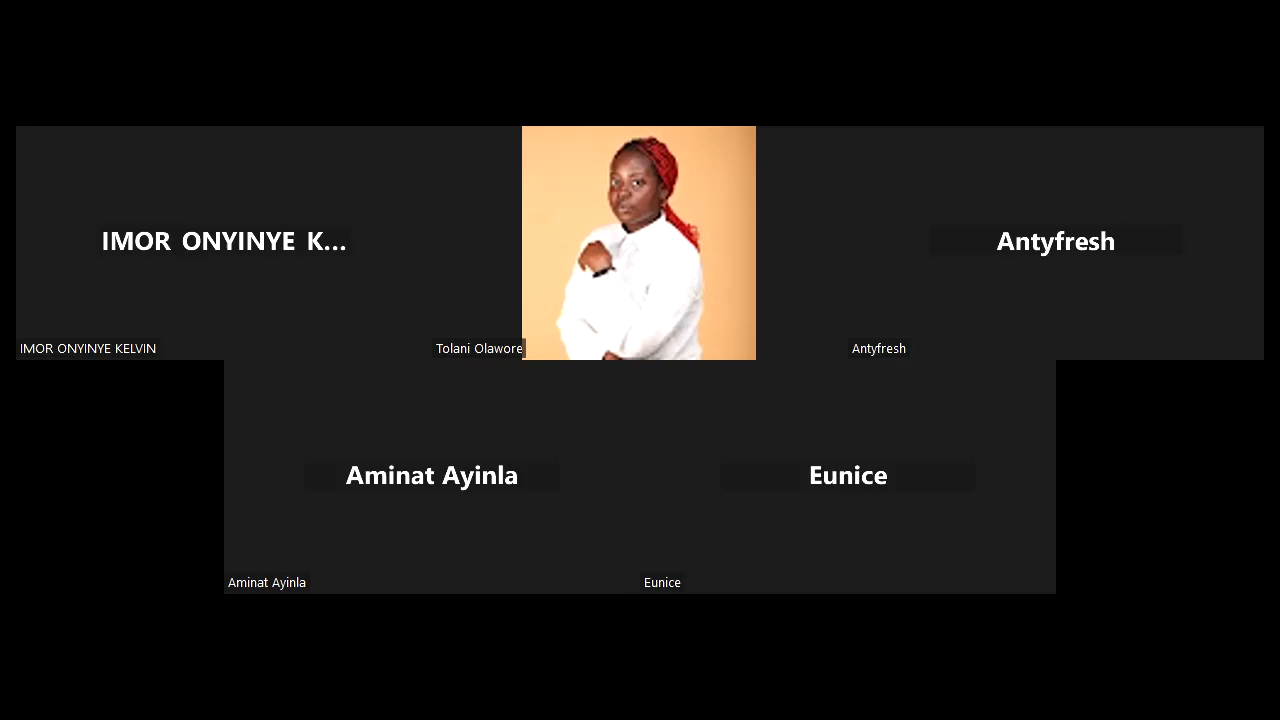 IMOR ONYINYE K...
Antyfresh
IMOR ONYINYE KELVIN
Tolani Olawore
Antyfresh
Aminat Ayinla
Eunice
Aminat Ayinla
Eunice